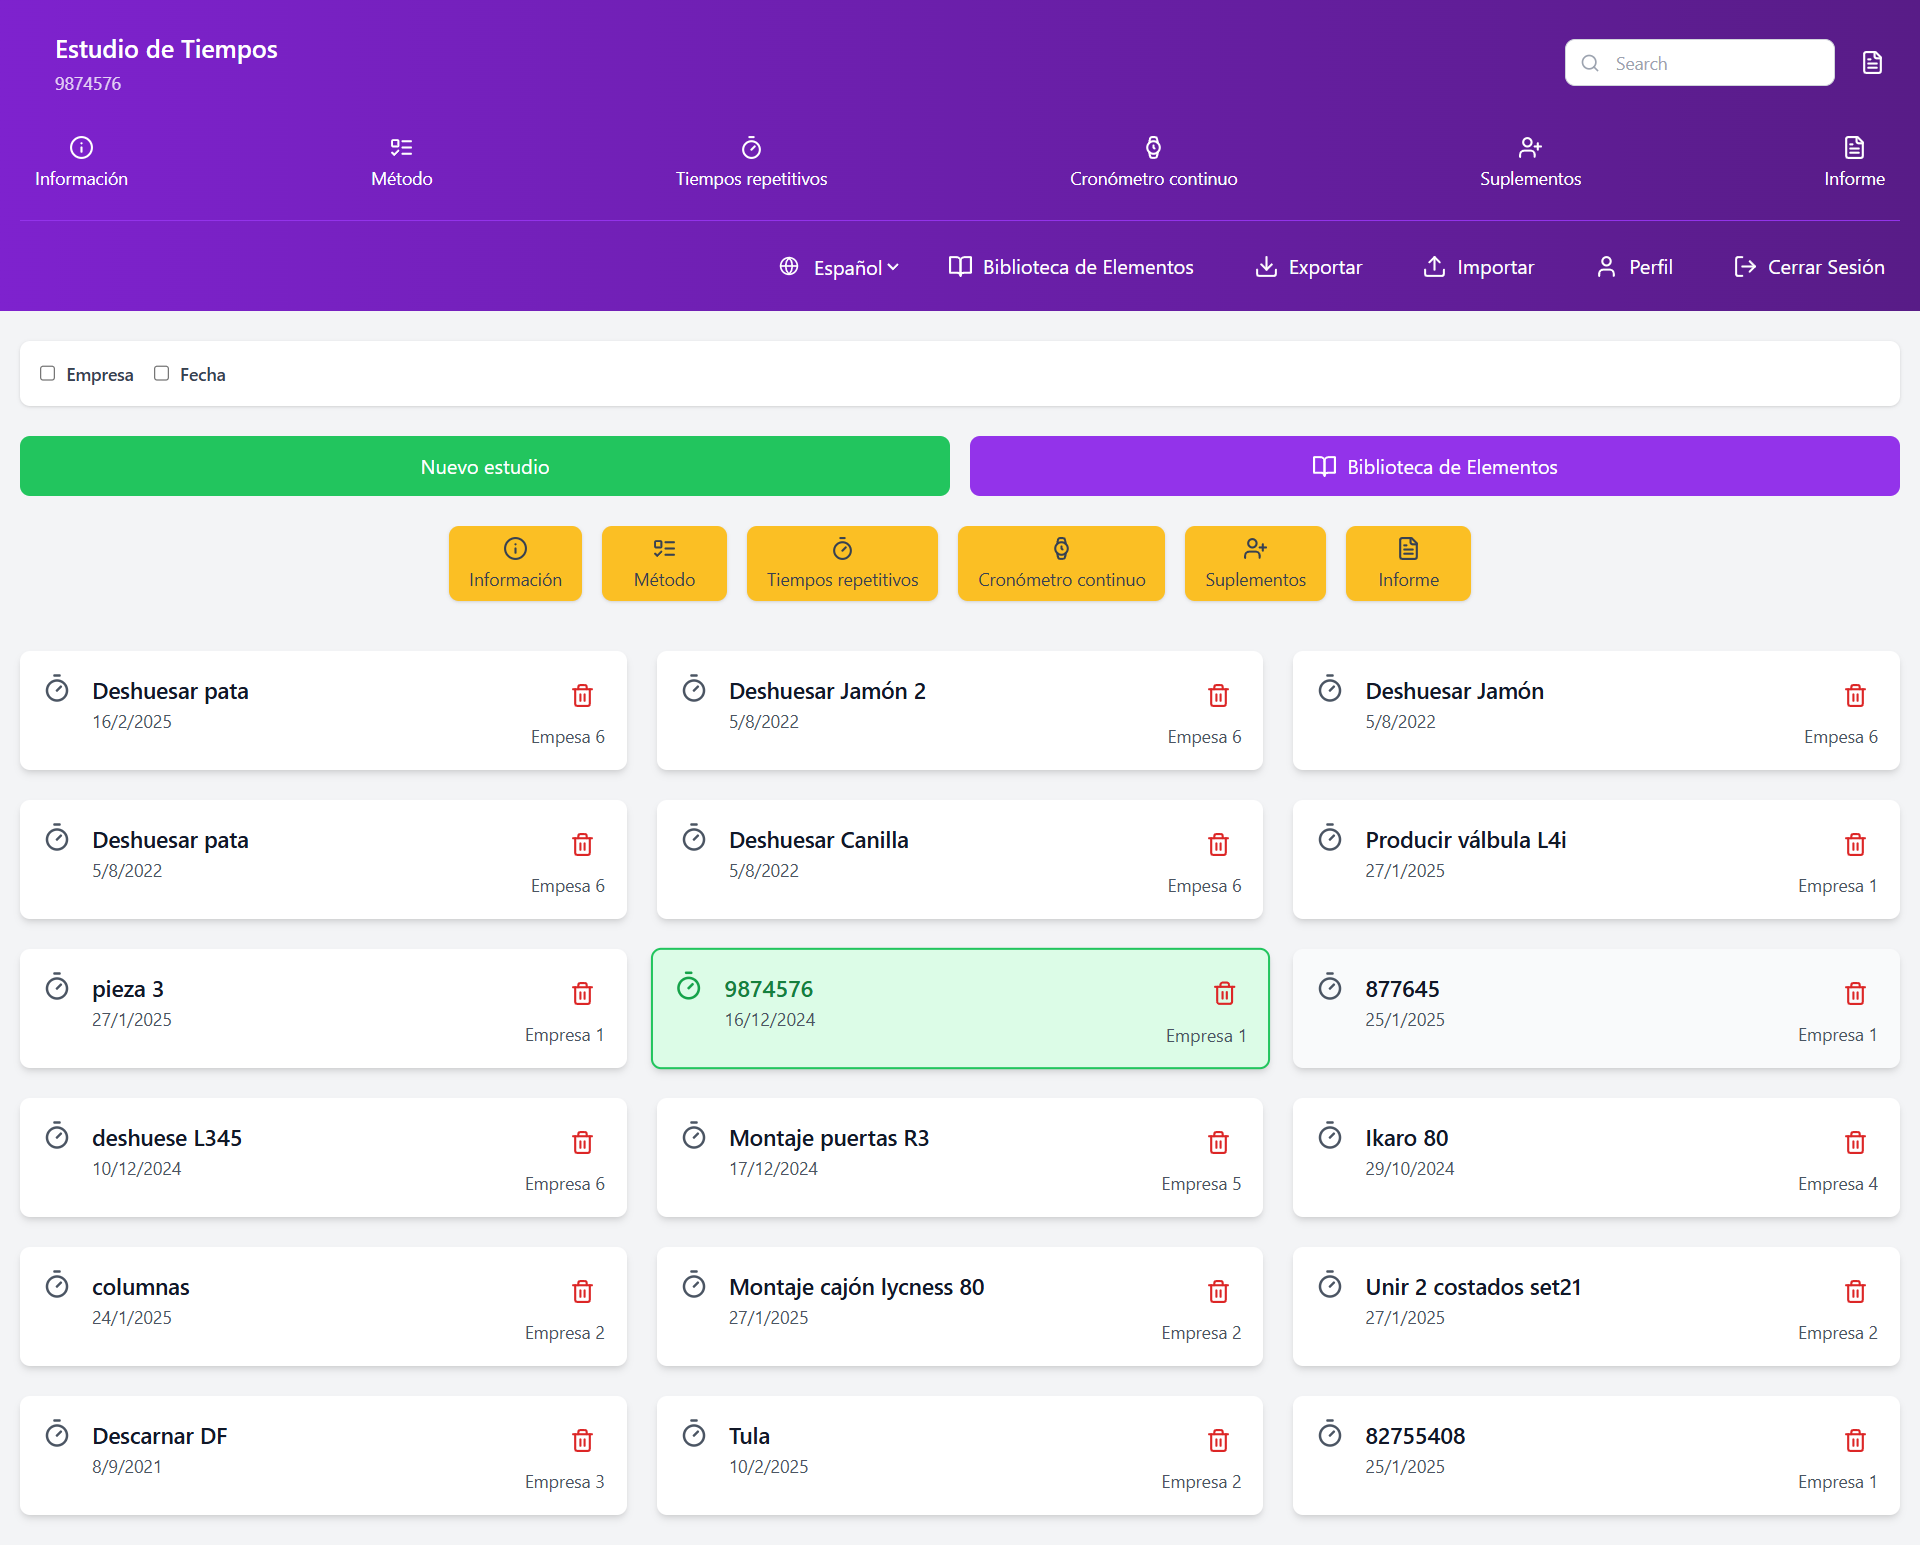 Estudio de Tiempos
9874576
Search
Información
Método
Tiempos repetitivos
Cronómetro continuo
Suplementos
Informe
Español
Biblioteca de Elementos
Exportar
Importar
Perfil
Cerrar Sesión
Empresa
Fecha
Nuevo estudio
Biblioteca de Elementos
Información
Método
Tiempos repetitivos
Cronómetro continuo
Suplementos
Informe
Deshuesar pata
16/2/2025
Empesa 6
Deshuesar Jamón 2
5/8/2022
Empesa 6
Deshuesar Jamón
5/8/2022
Empesa 6
Deshuesar pata
5/8/2022
Empesa 6
Deshuesar Canilla
5/8/2022
Empesa 6
Producir válbula L4i
27/1/2025
Empresa 1
pieza 3
27/1/2025
Empresa 1
9874576
16/12/2024
Empresa 1
877645
25/1/2025
Empresa 1
deshuese L345
10/12/2024
Empresa 6
Montaje puertas R3
17/12/2024
Empresa 5
Ikaro 80
29/10/2024
Empresa 4
columnas
24/1/2025
Empresa 2
Montaje cajón lycness 80
27/1/2025
Empresa 2
Unir 2 costados set21
27/1/2025
Empresa 2
Descarnar DF
8/9/2021
Empresa 3
Tula
10/2/2025
Empresa 2
82755408
25/1/2025
Empresa 1